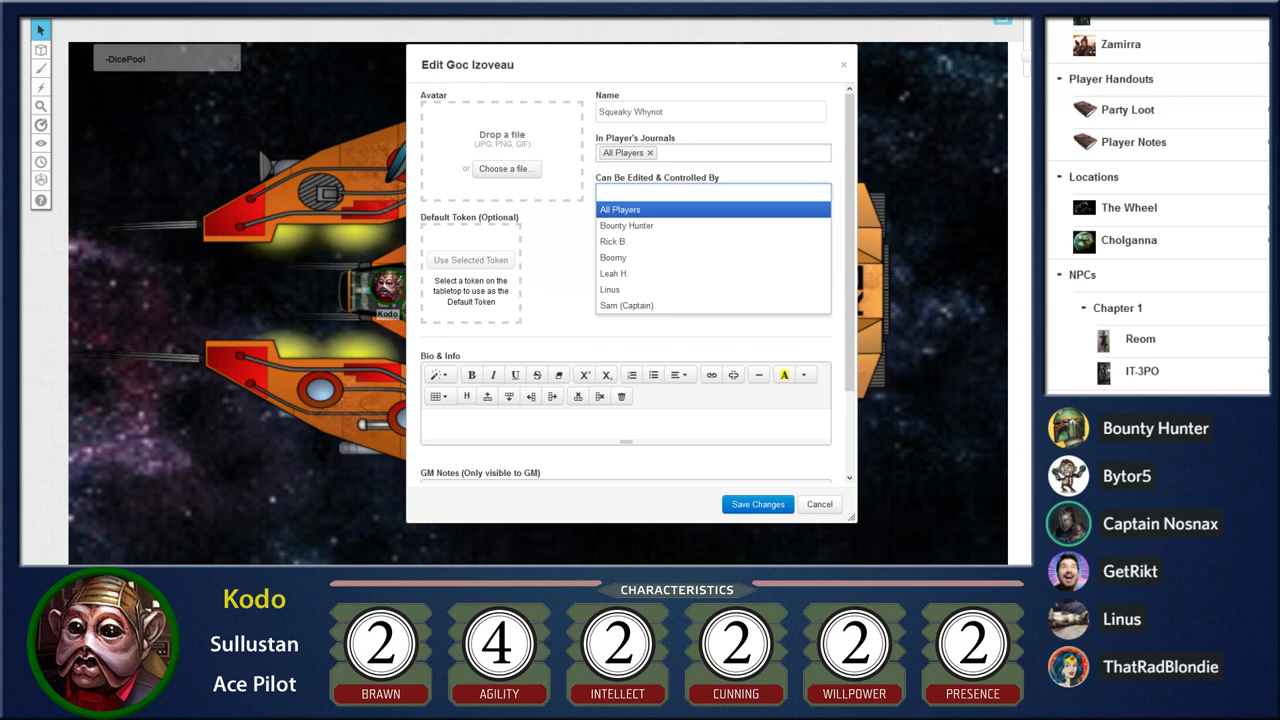 -DicePool
Edit Goc Izoveau
×
Avatar
Drop a file
(JPG, PNG, GIF)
or Choose a file...
Default Token (Optional)
Use Selected Token
Select a token on the
tabletop to use as the
Default Token
Name
Squeaky Whynot
In Player's Journals
All Players ×
Can Be Edited & Controlled By
All Players
Bounty Hunter
Rick B.
Boomy
Leah H.
Linus
Sam (Captain)
Bio & Info
B I U S X' X, A
H
GM Notes (Only visible to GM)
Save Changes
Cancel
Kodo
Zamirra
- Player Handouts
Party Loot
Player Notes
- Locations
The Wheel
Cholganna
- NPCs
- Chapter 1
Reom
IT-3PO
Bounty Hunter
Bytor5
Captain Nosnax
GetRikt
Linus
ThatRadBlondie
Kodo
Sullustan
Ace Pilot
CHARACTERISTICS
2 4 2 2 2 2
BRAWN AGILITY INTELLECT CUNNING WILLPOWER PRESENCE